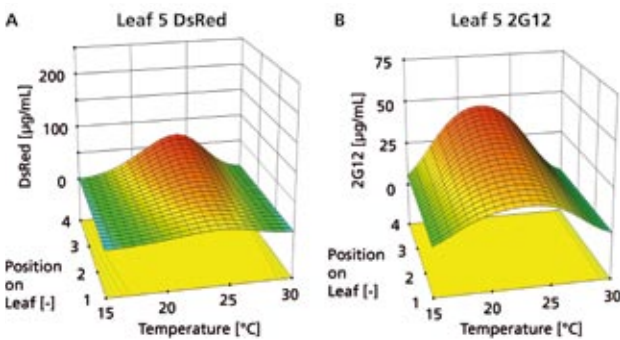 A Leaf 5 DsRed
DsRed [µg/mL]
200
100
0
4
3
2
1
Position
on
Leaf [-]
15 20 25 30
Temperature [°C]
B Leaf 5 2G12
2G12 [µg/mL]
75
50
25
0
4
3
2
1
Position
on
Leaf [-]
15 20 25 30
Temperature [°C]